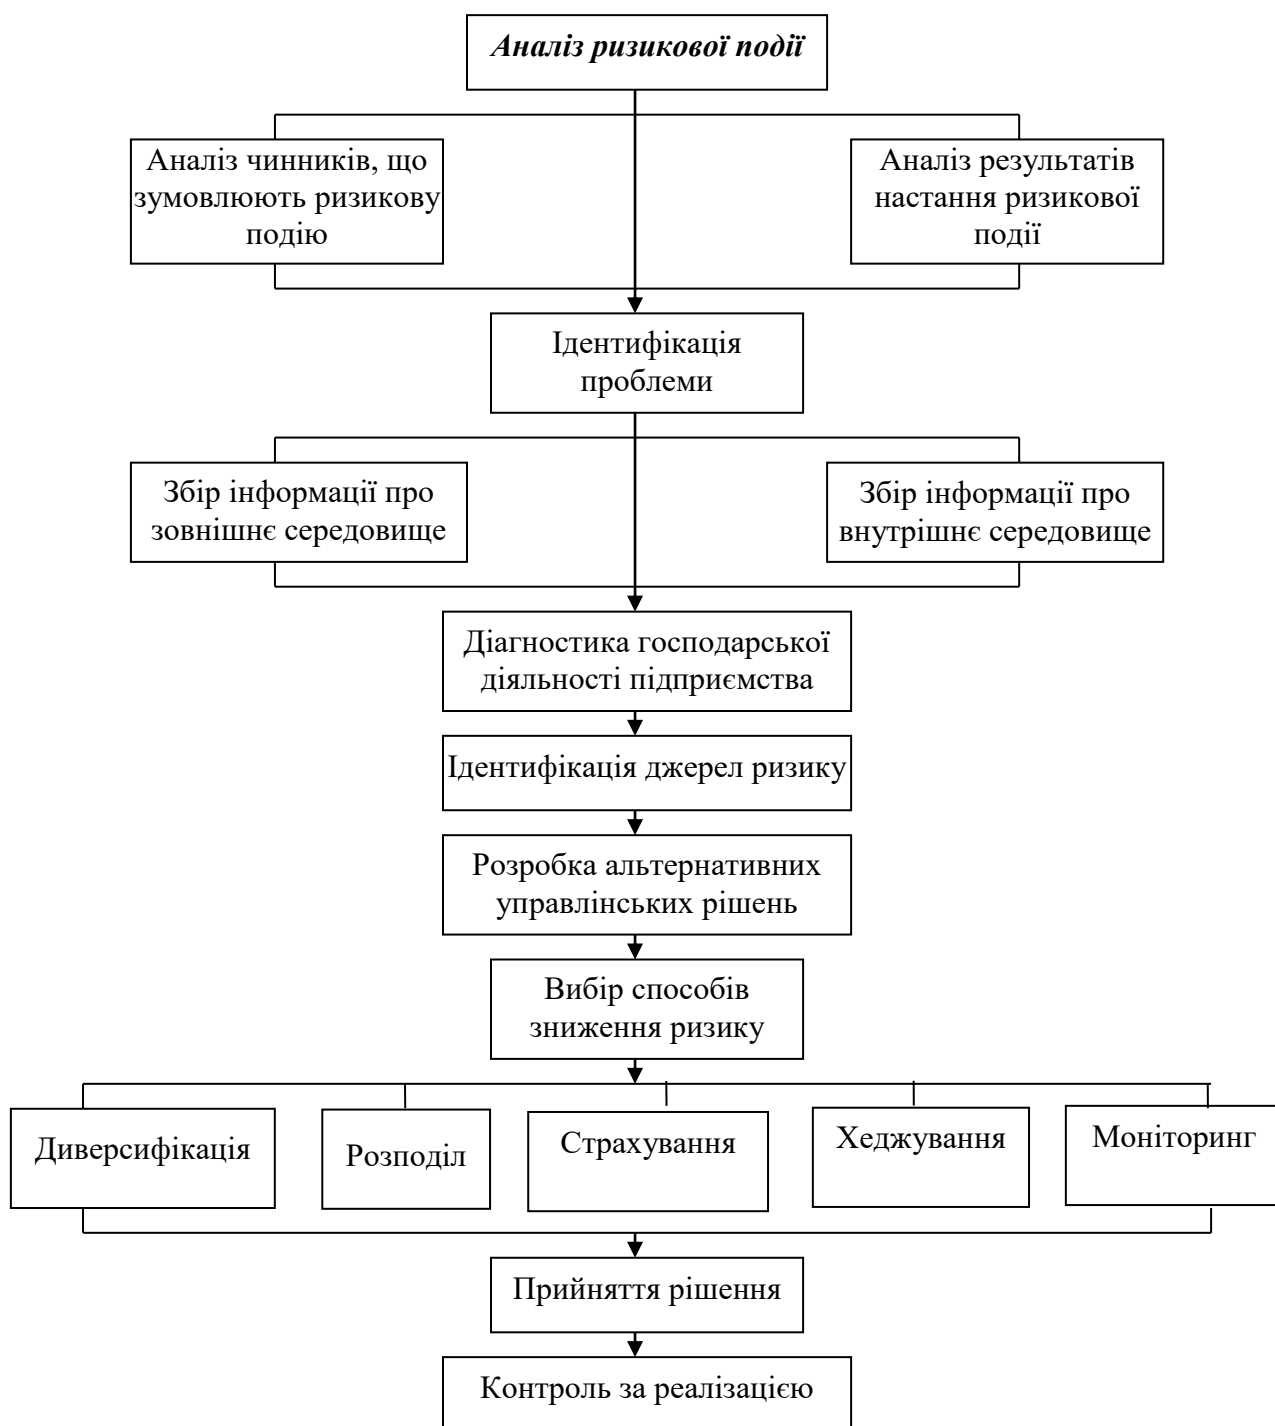 Аналіз ризикової події
Аналіз чинників, що
зумовлюють ризикову
подію
Аналіз результатів
настання ризикової
події
Ідентифікація
проблеми
Збір інформації про
зовнішнє середовище
Збір інформації про
внутрішнє середовище
Діагностика господарської
діяльності підприємства
Ідентифікація джерел ризику
Розробка альтернативних
управлінських рішень
Вибір способів
зниження ризику
Диверсифікація
Розподіл
Страхування
Хеджування
Моніторинг
Прийняття рішення
Контроль за реалізацією